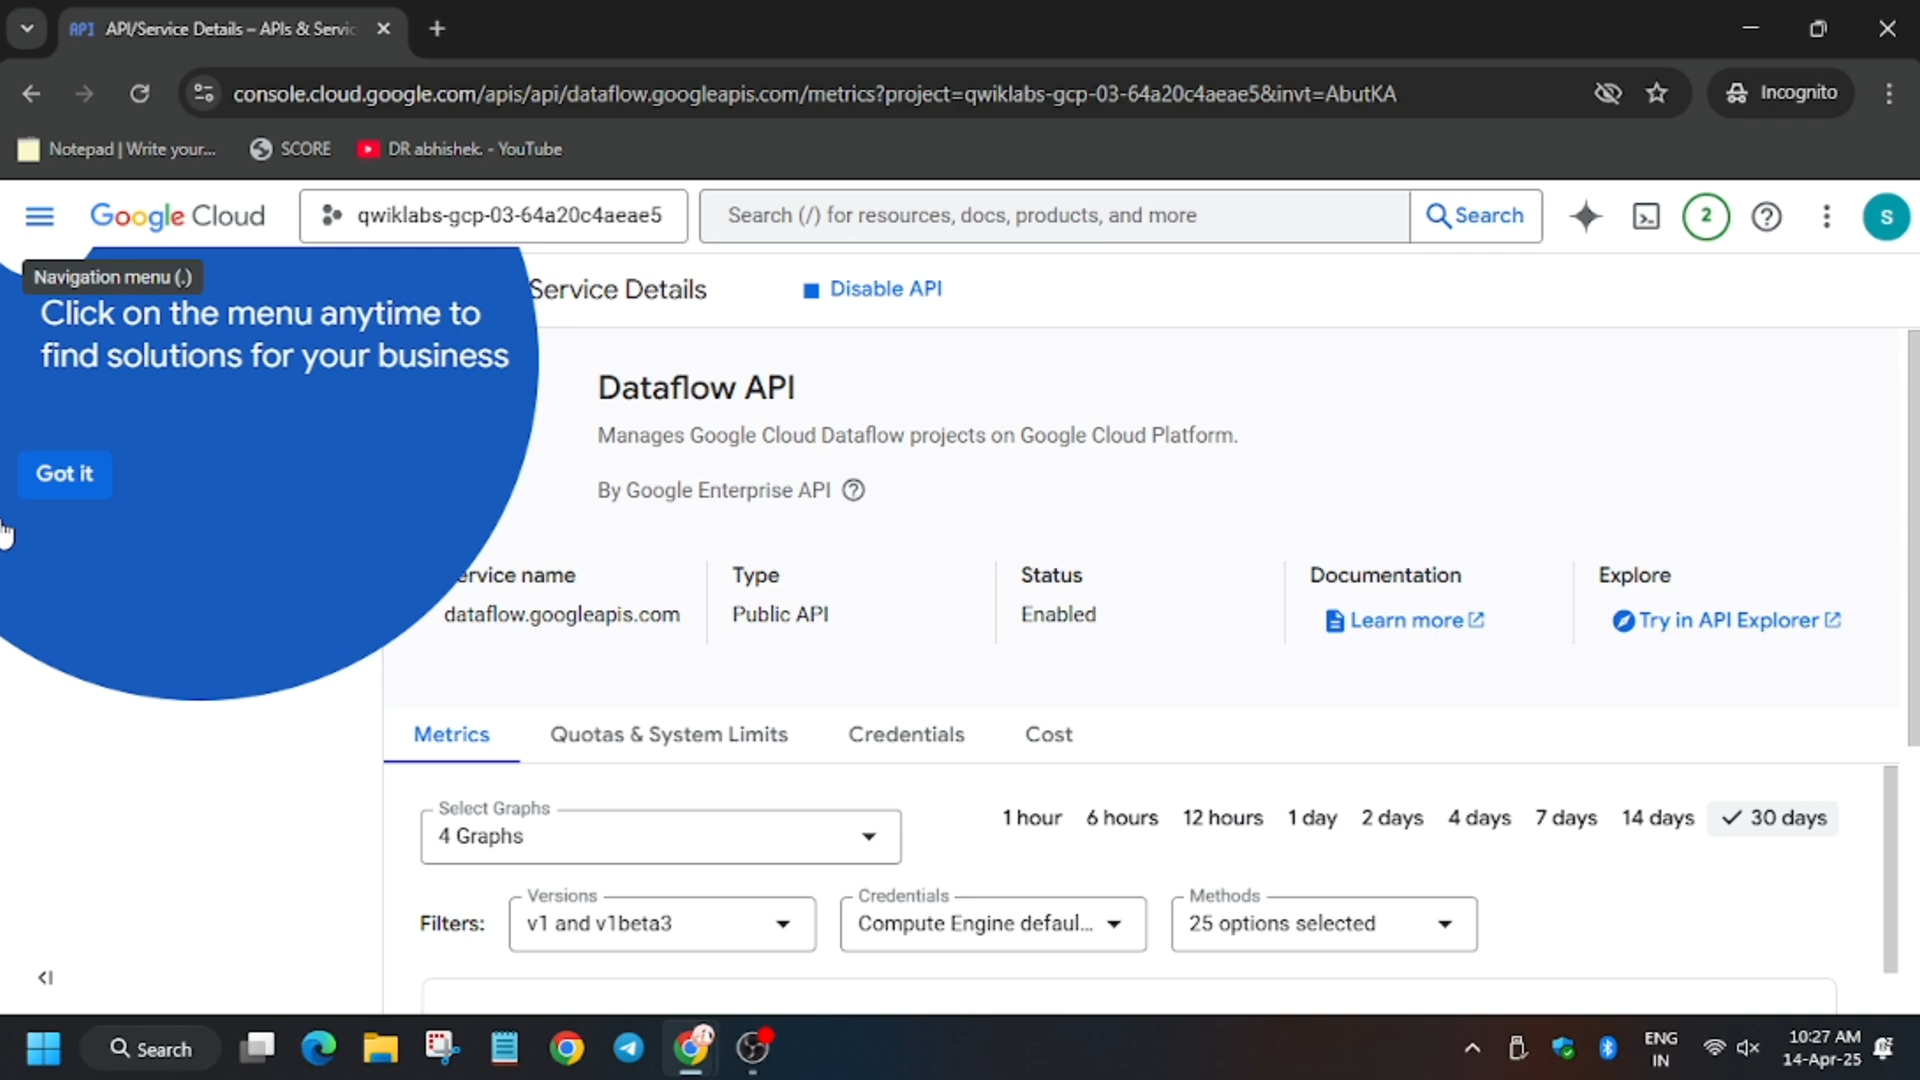 API API/Service Details – APIs & Servic
console.cloud.google.com/apis/api/dataflow.googleapis.com/metrics?project=qwiklabs-gcp-03-64a20c4aeae5&invt=AbutKA
Incognito
Notepad | Write your...
SCORE
DR abhishek. - YouTube
Google Cloud
qwiklabs-gcp-03-64a20c4aeae5
Search (/) for resources, docs, products, and more
Search
2
S
Navigation menu (.)
Click on the menu anytime to
find solutions for your business
Got it
Service Details
Disable API
Dataflow API
Manages Google Cloud Dataflow projects on Google Cloud Platform.
By Google Enterprise API
ervice name
Type
Status
Documentation
Explore
dataflow.googleapis.com
Public API
Enabled
Learn more
Try in API Explorer
Metrics
Quotas & System Limits
Credentials
Cost
Select Graphs
4 Graphs
1 hour
6 hours
12 hours
1 day
2 days
4 days
7 days
14 days
30 days
Filters:
Versions
v1 and v1beta3
Credentials
Compute Engine defaul...
Methods
25 options selected
Search
ENG
IN
10:27 AM
14-Apr-25